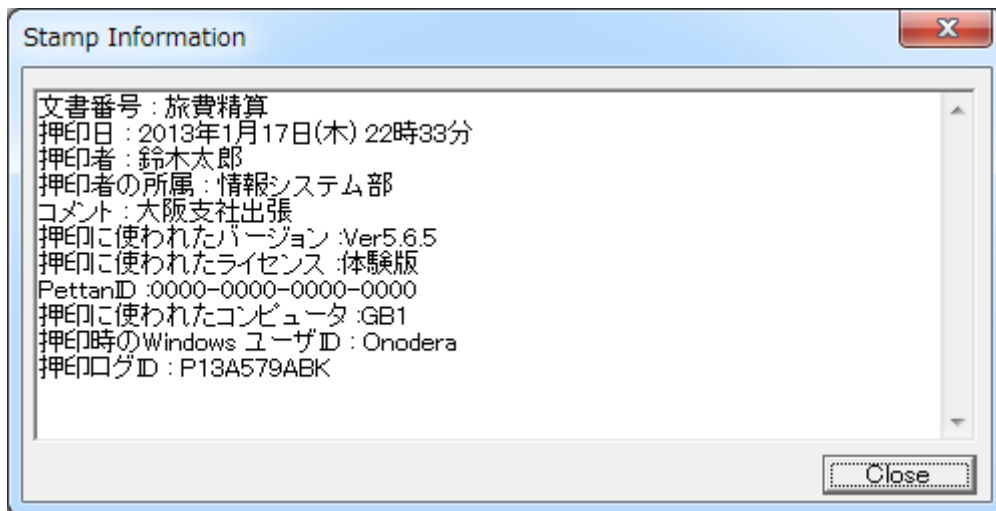 Stamp Information
文書番号 : 旅費精算
押印日 : 2013年1月17日(木) 22時33分
押印者 : 鈴木太郎
押印者の所属 : 情報システム部
コメント : 大阪支社出張
押印に使われたバージョン :Ver5.6.5
押印に使われたライセンス :体験版
PettanID :0000-0000-0000-0000
押印に使われたコンピュータ :GB1
押印時のWindows ユーザID : Onodera
押印ログID : P13A579ABK
Close